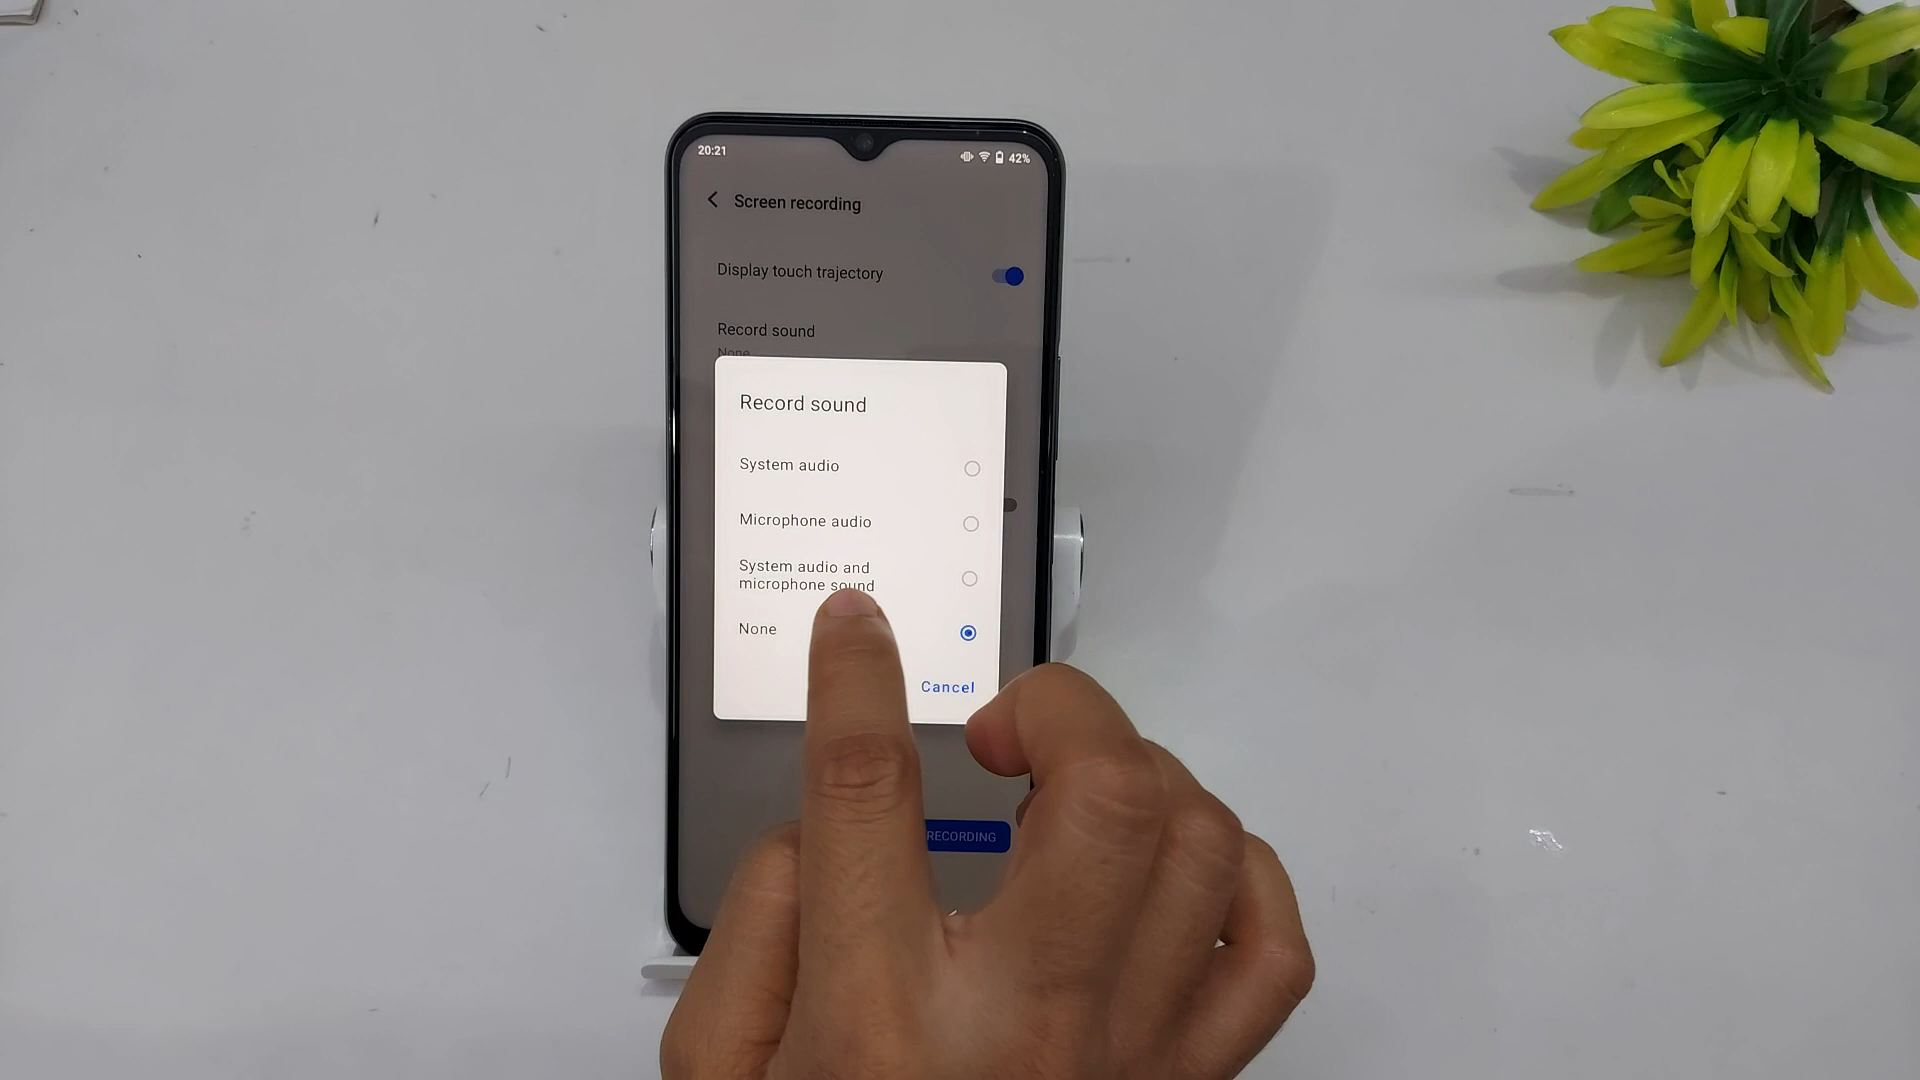 20:21
42%
Screen recording
Display touch trajectory
Record sound
None
Record sound
System audio
Microphone audio
System audio and
microphone sound
None
Cancel
RECORDING